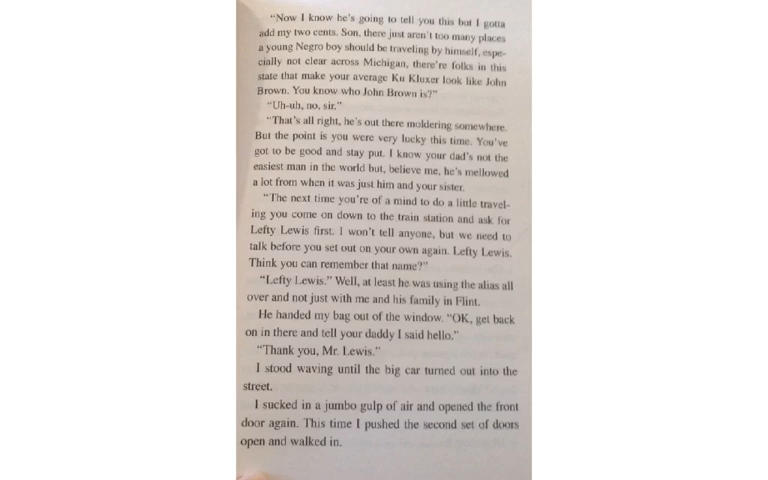 "Now I know he's going to tell you this but I gotta
add my two cents. Son, there just aren't too many places
a young Negro boy should be traveling by himself, espe-
cially not clear across Michigan, there're folks in this
state that make your average Ku Kluxer look like John
Brown. You know who John Brown is?"
"Uh-uh, no, sir."
"That's all right, he's out there moldering somewhere.
But the point is you were very lucky this time. You've
got to be good and stay put. I know your dad's not the
easiest man in the world but, believe me, he's mellowed
a lot from when it was just him and your sister.
"The next time you're of a mind to do a little travel-
ing you come on down to the train station and ask for
Lefty Lewis first. I won't tell anyone, but we need to
talk before you set out on your own again. Lefty Lewis.
Think you can remember that name?"
"Lefty Lewis." Well, at least he was using the alias all
over and not just with me and his family in Flint.
He handed my bag out of the window. "OK, get back
on in there and tell your daddy I said hello."
"Thank you, Mr. Lewis."
I stood waving until the big car turned out into the
street.
I sucked in a jumbo gulp of air and opened the front
door again. This time I pushed the second set of doors
open and walked in.